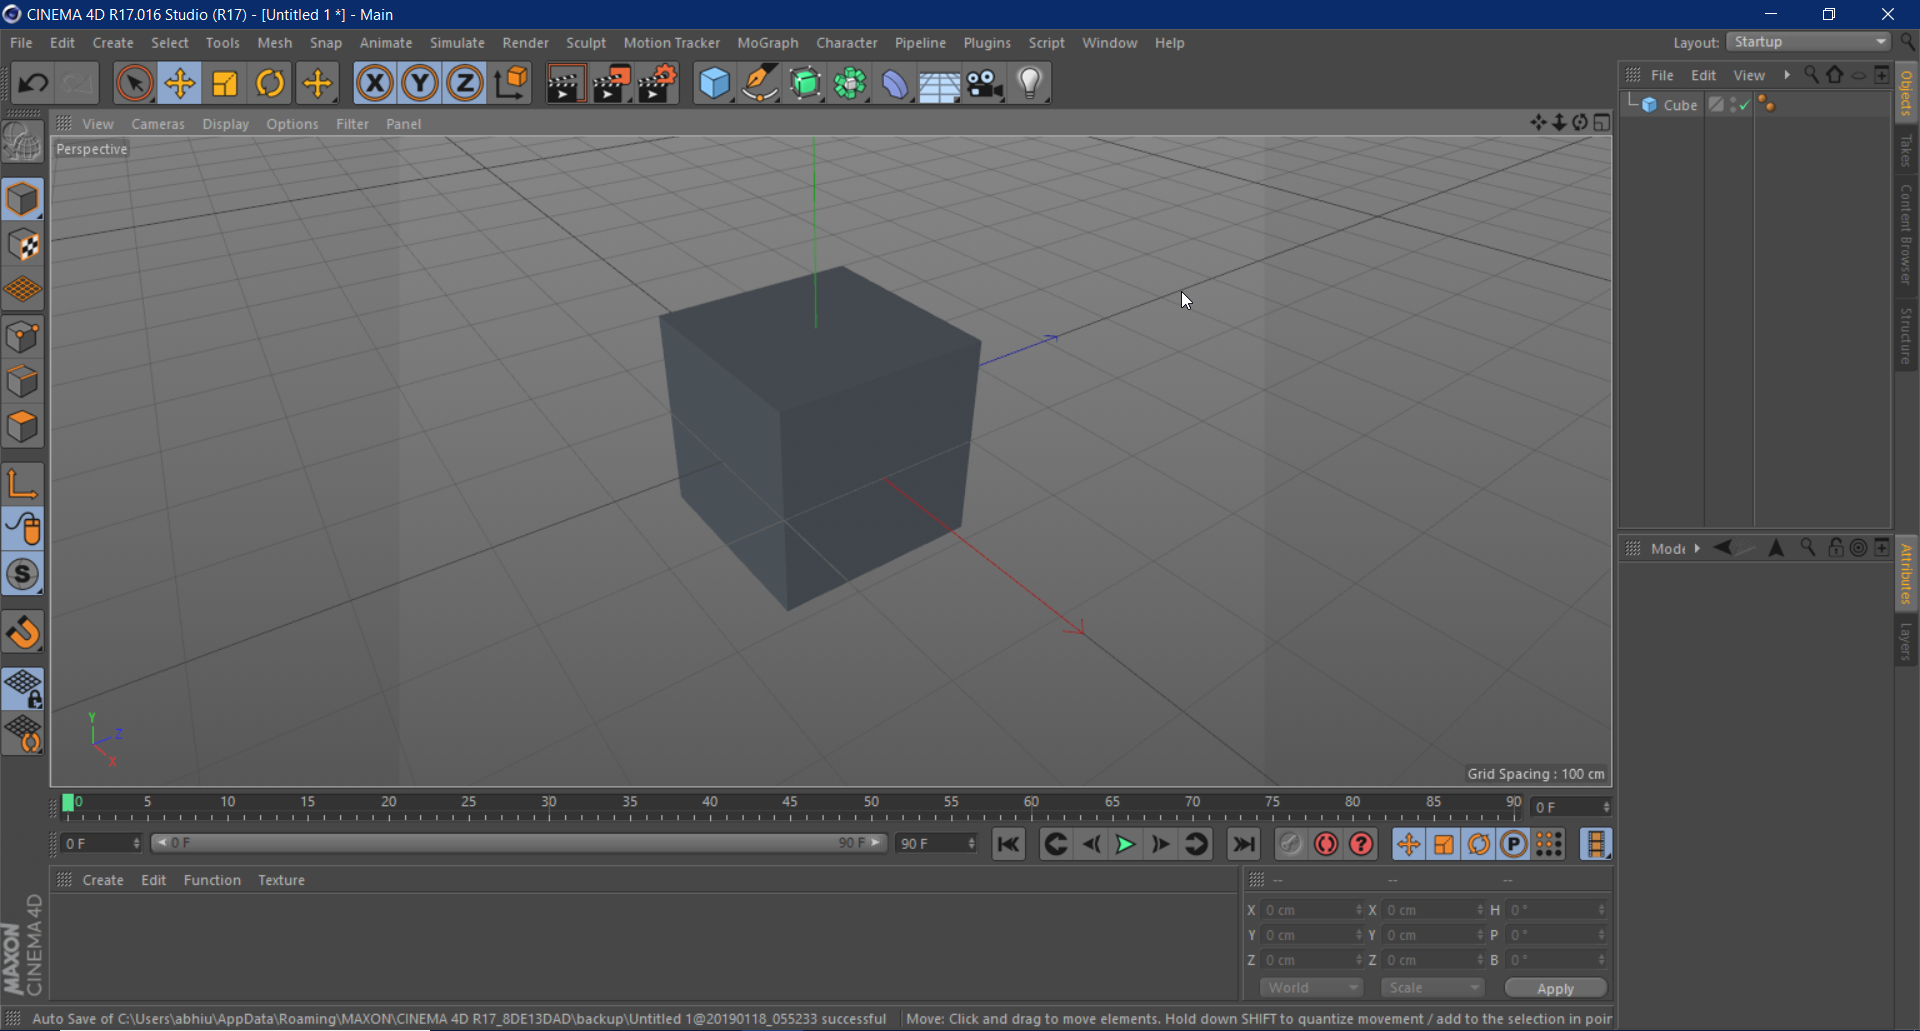 CINEMA 4D R17.016 Studio (R17) - [Untitled 1 *] - Main
File Edit Create Select Tools Mesh Snap Animate Simulate Render Sculpt Motion Tracker MoGraph Character Pipeline Plugins Script Window Help
Layout: Startup
X Y Z
File Edit View
Objects
Takes
Content Browser
Structure
Cube
View Cameras Display Options Filter Panel
Perspective
Y
Z
X
Grid Spacing : 100 cm
Mode
Attributes
Layers
S
0 5 10 15 20 25 30 35 40 45 50 55 60 65 70 75 80 85 90 0 F
0 F 0 F 90 F 90 F
? P
Create Edit Function Texture
-- -- --
X 0 cm X 0 cm H 0 °
Y 0 cm Y 0 cm P 0 °
Z 0 cm Z 0 cm B 0 °
World Scale Apply
MAXON
CINEMA 4D
Auto Save of C:\Users\abhiu\AppData\Roaming\MAXON\CINEMA 4D R17_8DE13DAD\backup\Untitled 1@20190118_055233 successful
Move: Click and drag to move elements. Hold down SHIFT to quantize movement / add to the selection in poin